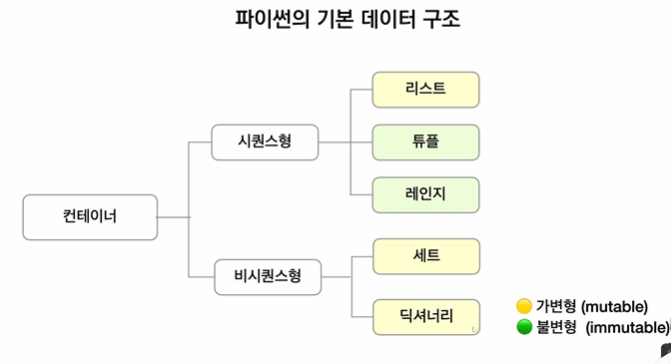 파이썬의 기본 데이터 구조
리스트
시퀀스형
튜플
레인지
컨테이너
세트
비시퀀스형
딕셔너리
가변형 (mutable)
불변형 (immutable)